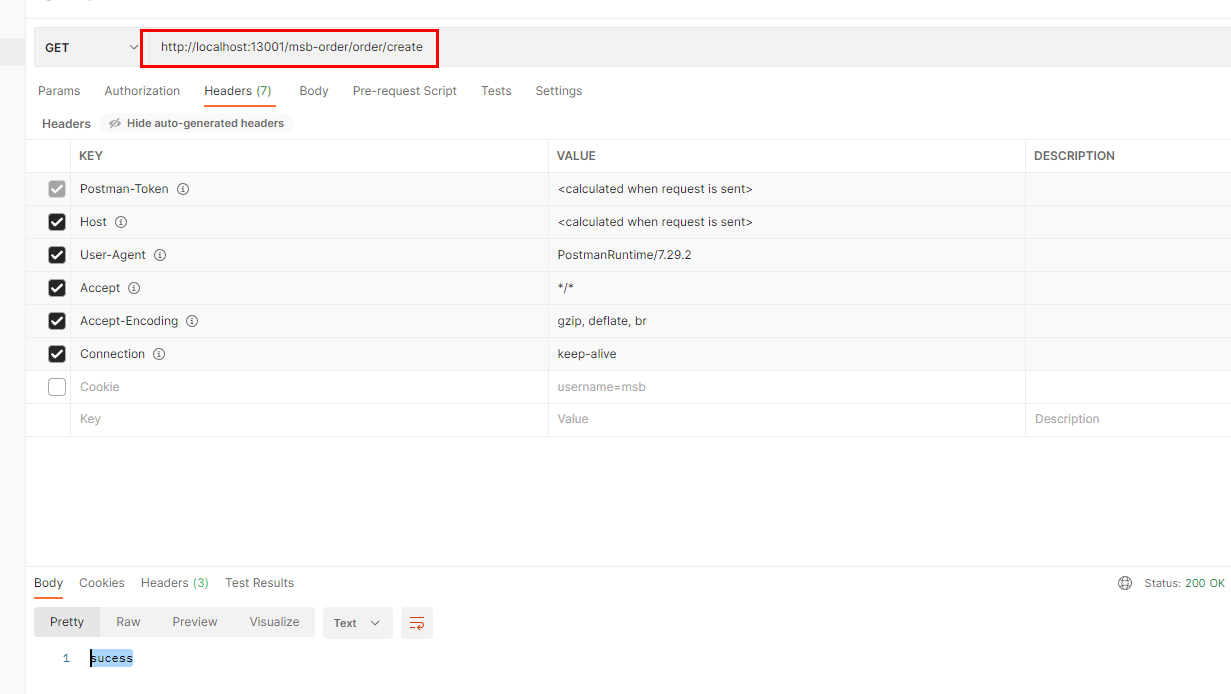 GET http://localhost:13001/msb-order/order/create
Params Authorization Headers (7) Body Pre-request Script Tests Settings
Headers Hide auto-generated headers
KEY VALUE DESCRIPTION
Postman-Token <calculated when request is sent>
Host <calculated when request is sent>
User-Agent PostmanRuntime/7.29.2
Accept */*
Accept-Encoding gzip, deflate, br
Connection keep-alive
Cookie username=msb
Key Value Description
Body Cookies Headers (3) Test Results Status: 200 OK
Pretty Raw Preview Visualize Text
1 sucess